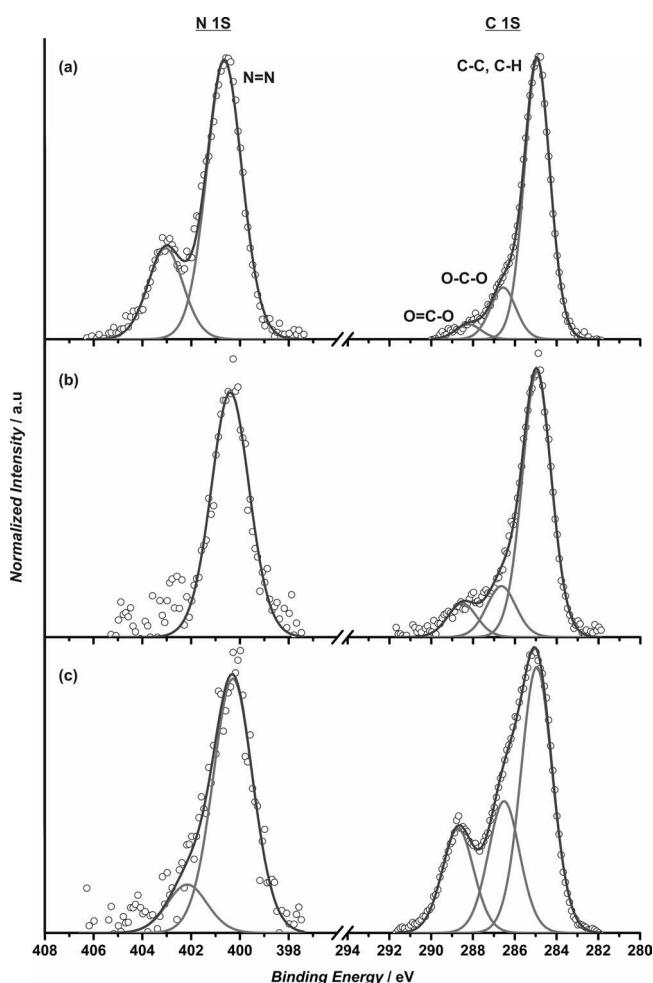 N 1S C 1S
(a)
N=N
C-C, C-H
O-C-O
O=C-O
(b)
(c)
Normalized Intensity / a.u
408 406 404 402 400 398 294 290 288 286 284 282 280
Binding Energy / eV